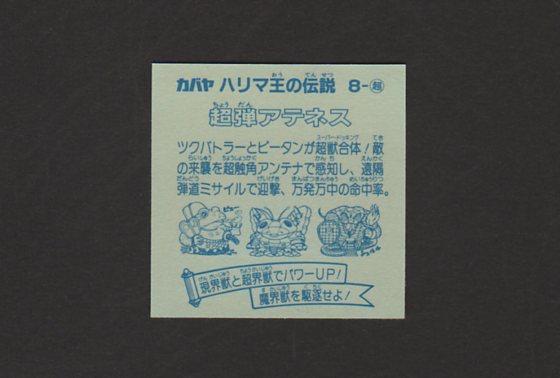 カバヤ ハリマ王の伝説 8-超
超弾アテネス
ツクバトラーとピータンが超獣合体!敵
の来襲を超触角アンテナで感知し、遠隔
弾道ミサイルで迎撃、万発万中の命中率。
現界獣と超界獣でパワーUP!
魔界獣を駆逐せよ!